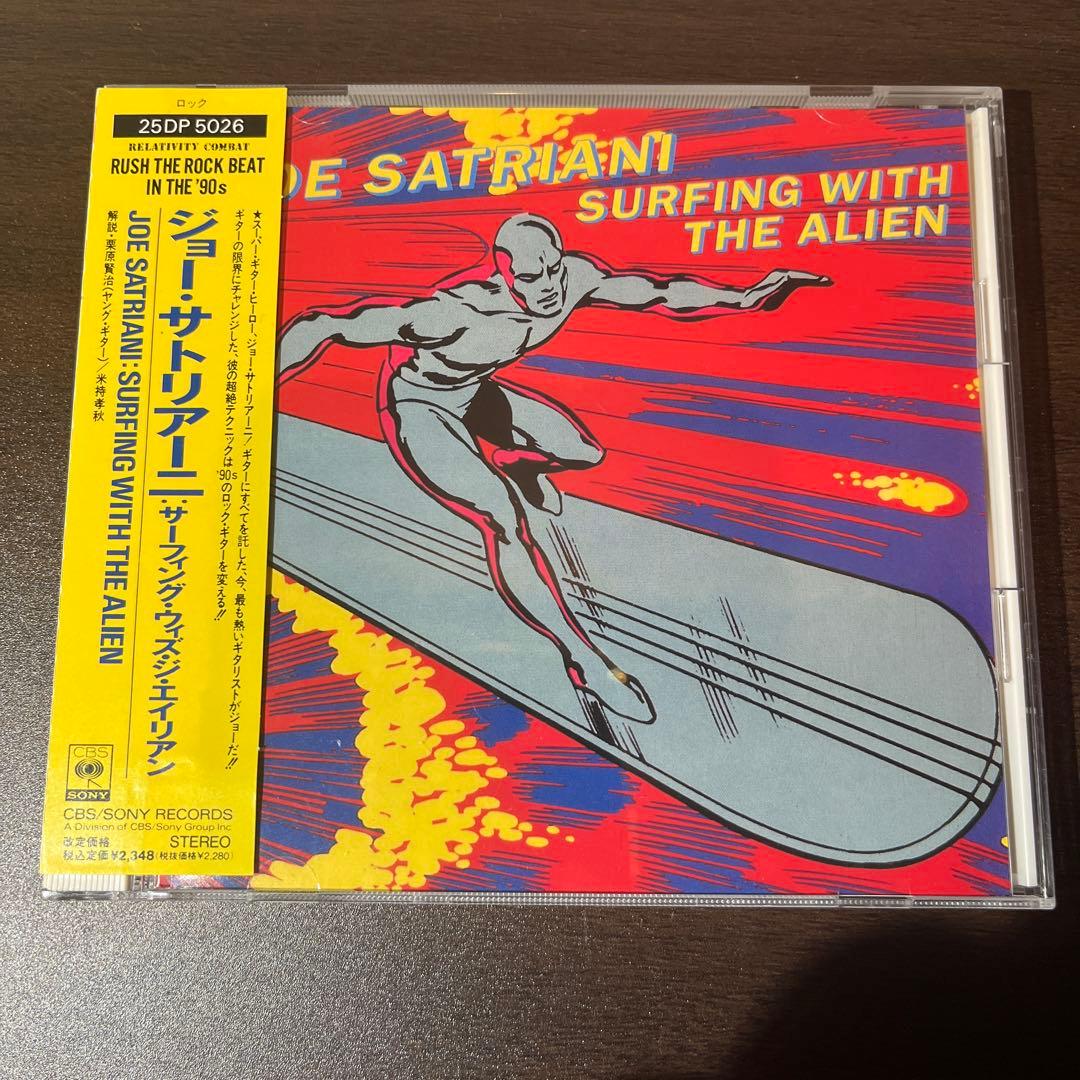 ロック
25DP 5026
RELATIVITY COMBAT
RUSH THE ROCK BEAT
IN THE '90s
★スーパー・ギター・ヒーロー、ジョー・サトリアーニ!ギターにすべてを託した、今、最も熱いギタリストがジョーだ!!
ギターの限界にチャレンジした、彼の超絶テクニックは'90sのロック・ギターを変える!!
ジョー・サトリアーニ:サーフィング・ウィズ・ジ・エイリアン
JOE SATRIANI:SURFING WITH THE ALIEN
解説・栗原賢治(ヤング・ギター)/米持孝秋
CBS
SONY
CBS/SONY RECORDS
A Division of CBS/Sony Group Inc
改定価格 STEREO
税込定価¥2,348(税抜価格¥2,280)
OE SATRIANI
SURFING WITH
THE ALIEN